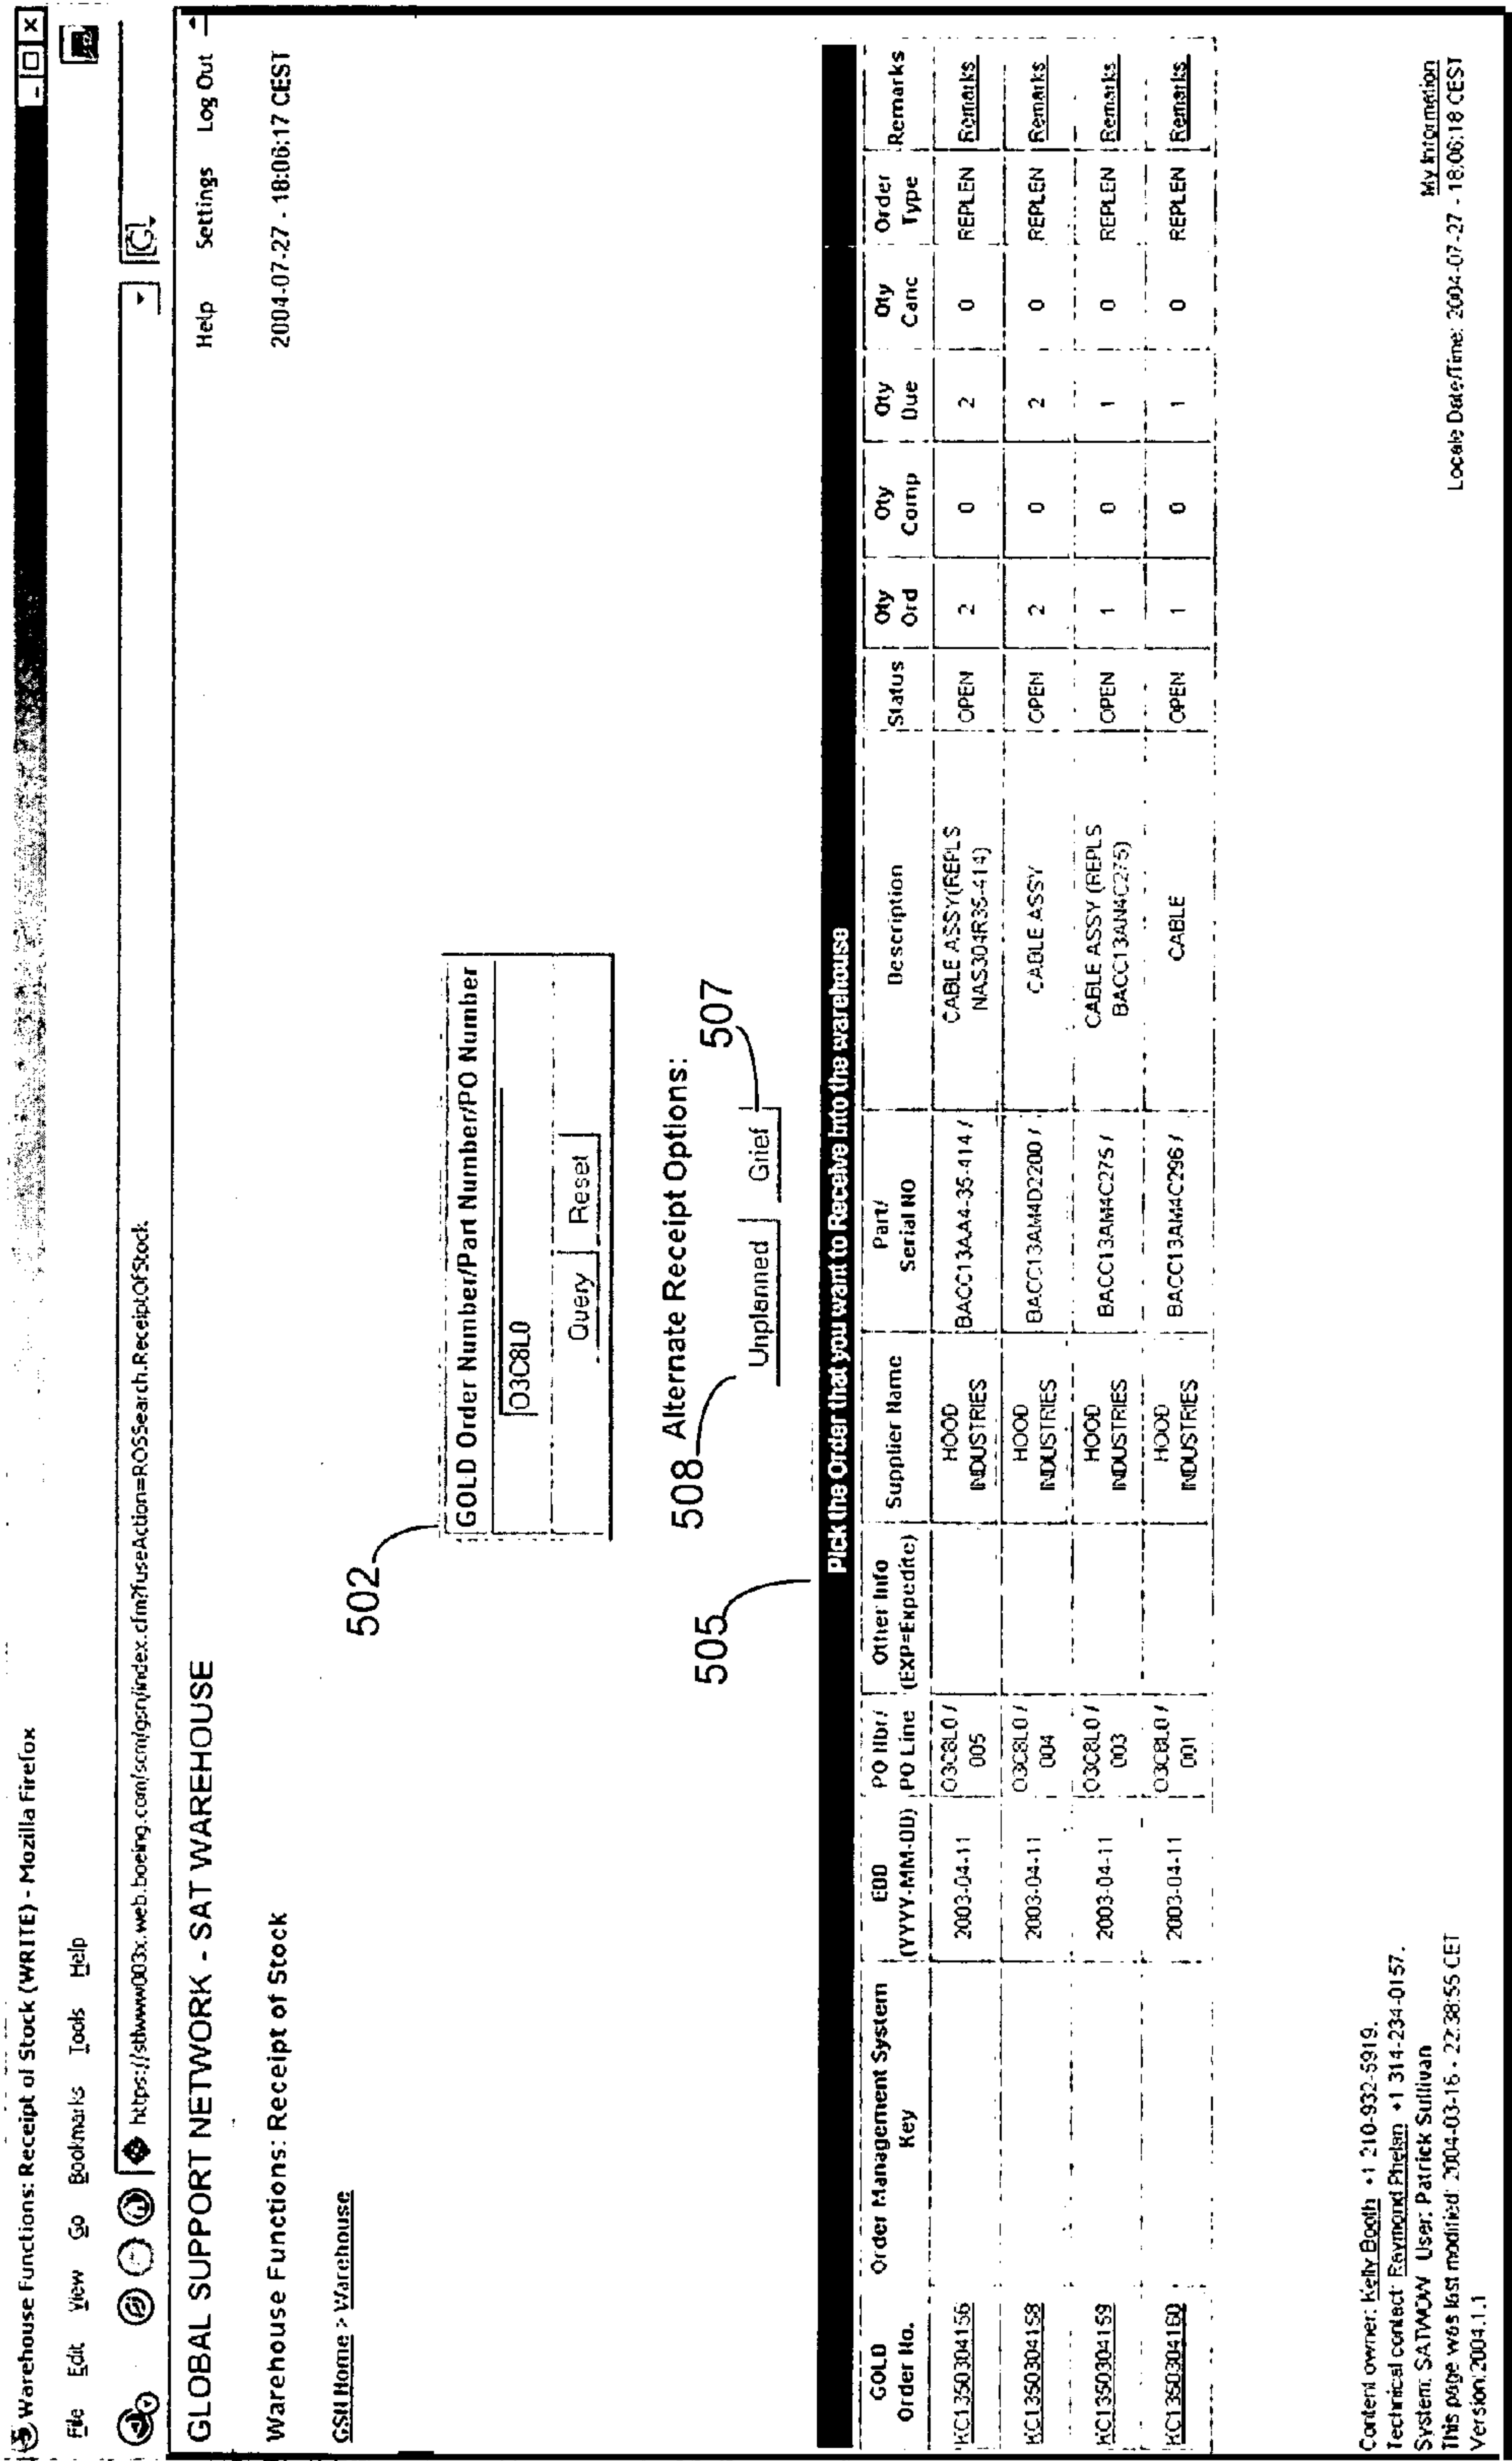 Warehouse Functions: Receipt of Stock (WRITE) - Mozilla Firefox
File Edit View Go Bookmarks Tools Help
https://stlwww003x.web.boeing.com/scm/gsn/index.cfm?fuseAction=ROSSearch.ReceiptOfStock
GLOBAL SUPPORT NETWORK - SAT WAREHOUSE
Help Settings Log Out
Warehouse Functions: Receipt of Stock
2004-07-27 - 18:06:17 CEST
GSN Home > Warehouse
502
GOLD Order Number/Part Number/PO Number
O3C8L0
Query Reset
508 Alternate Receipt Options:
Unplanned Grief
507
505
Pick the Order that you want to Receive into the warehouse
GOLD Order No. Order Management System Key EDD (YYYY-MM-DD) PO Nbr/ PO Line Other Info (EXP=Expedite) Supplier Name Part/ Serial NO Description Status Qty Ord Qty Comp Qty Due Qty Canc Order Type Remarks
KC1350304156 2003-04-11 O3C8L0 / 005 HOOD INDUSTRIES BACC13AA4-35-414 / CABLE ASSY(REPLS NAS304R35-414) OPEN 2 0 2 0 REPLEN Remarks
KC1350304158 2003-04-11 O3C8L0 / 004 HOOD INDUSTRIES BACC13AM4D2200 / CABLE ASSY OPEN 2 0 2 0 REPLEN Remarks
KC1350304159 2003-04-11 O3C8L0 / 003 HOOD INDUSTRIES BACC13AM4C275 / CABLE ASSY (REPLS BACC13AN4C275) OPEN 1 0 1 0 REPLEN Remarks
KC1350304160 2003-04-11 O3C8L0 / 001 HOOD INDUSTRIES BACC13AM4C296 / CABLE OPEN 1 0 1 0 REPLEN Remarks
Content owner: Kelly Booth +1 210-932-5919.
Technical contact: Raymond Phelan +1 314-234-0157.
System: SATWOW User: Patrick Sullivan
My Information
This page was last modified: 2004-03-16 - 22:38:55 CET
Locale Date/Time: 2004-07-27 - 18:06:18 CEST
Version:2004.1.1